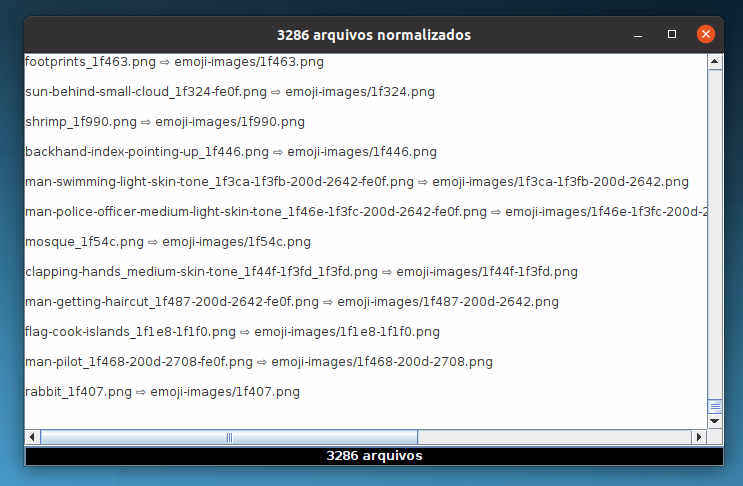 3286 arquivos normalizados
footprints_1f463.png ⇨ emoji-images/1f463.png
sun-behind-small-cloud_1f324-fe0f.png ⇨ emoji-images/1f324.png
shrimp_1f990.png ⇨ emoji-images/1f990.png
backhand-index-pointing-up_1f446.png ⇨ emoji-images/1f446.png
man-swimming-light-skin-tone_1f3ca-1f3fb-200d-2642-fe0f.png ⇨ emoji-images/1f3ca-1f3fb-200d-2642.png
man-police-officer-medium-light-skin-tone_1f46e-1f3fc-200d-2642-fe0f.png ⇨ emoji-images/1f46e-1f3fc-200d-2
mosque_1f54c.png ⇨ emoji-images/1f54c.png
clapping-hands_medium-skin-tone_1f44f-1f3fd_1f3fd.png ⇨ emoji-images/1f44f-1f3fd.png
man-getting-haircut_1f487-200d-2642-fe0f.png ⇨ emoji-images/1f487-200d-2642.png
flag-cook-islands_1f1e8-1f1f0.png ⇨ emoji-images/1f1e8-1f1f0.png
man-pilot_1f468-200d-2708-fe0f.png ⇨ emoji-images/1f468-200d-2708.png
rabbit_1f407.png ⇨ emoji-images/1f407.png
3286 arquivos